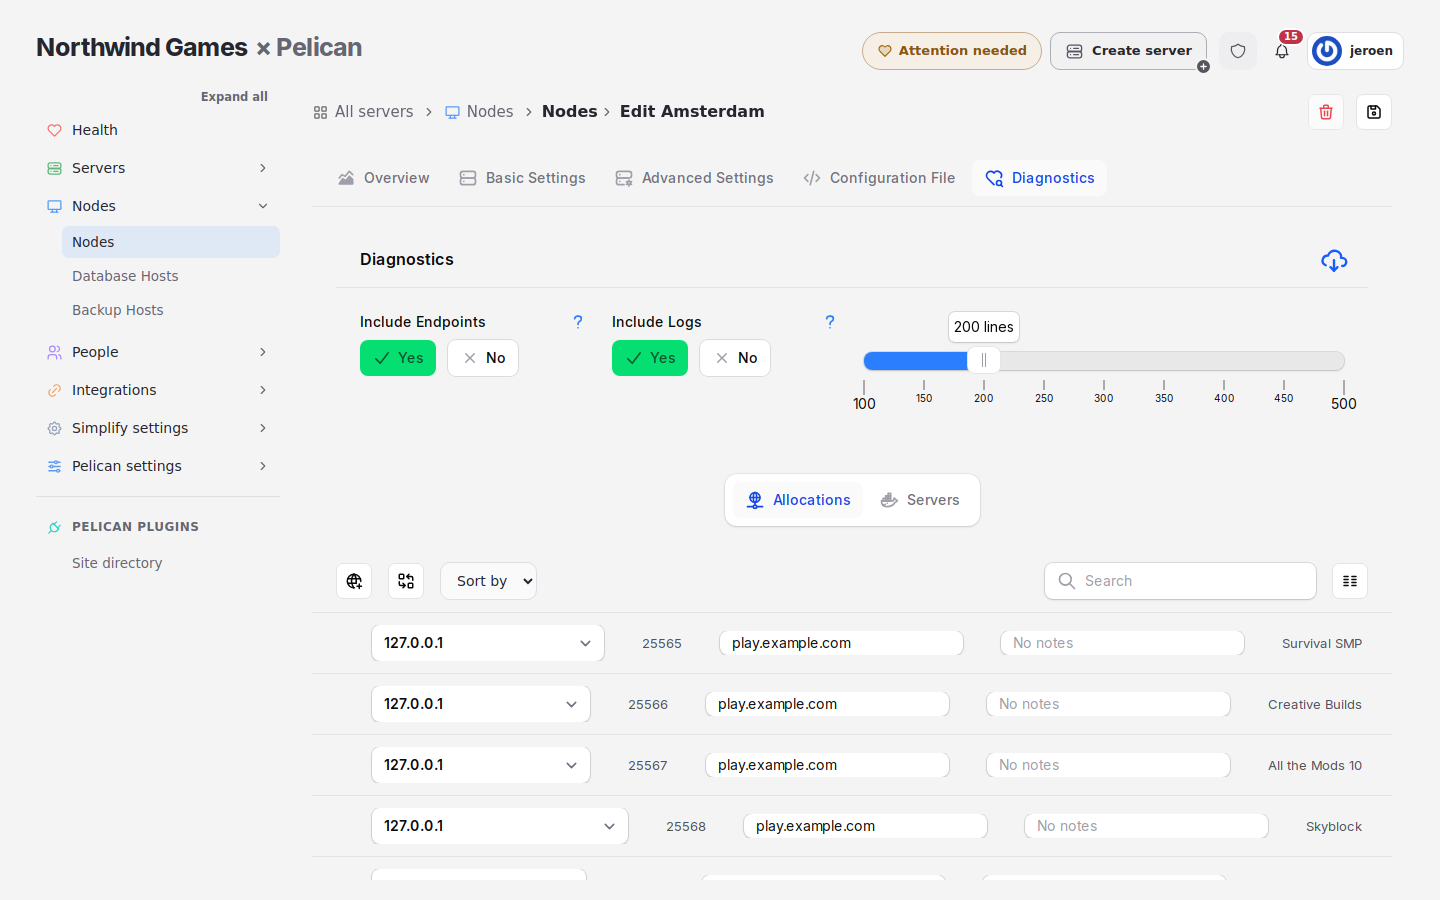 Northwind Games × Pelican
Attention needed
Create server
15
jeroen
Expand all
Health
Servers
Nodes
Nodes
Database Hosts
Backup Hosts
People
Integrations
Simplify settings
Pelican settings
PELICAN PLUGINS
Site directory
All servers > Nodes > Nodes > Edit Amsterdam
Overview
Basic Settings
Advanced Settings
Configuration File
Diagnostics
Diagnostics
Include Endpoints ?
Yes
No
Include Logs ?
Yes
No
200 lines
100 150 200 250 300 350 400 450 500
Allocations
Servers
Sort by
Search
127.0.0.1 25565 play.example.com No notes Survival SMP
127.0.0.1 25566 play.example.com No notes Creative Builds
127.0.0.1 25567 play.example.com No notes All the Mods 10
127.0.0.1 25568 play.example.com No notes Skyblock